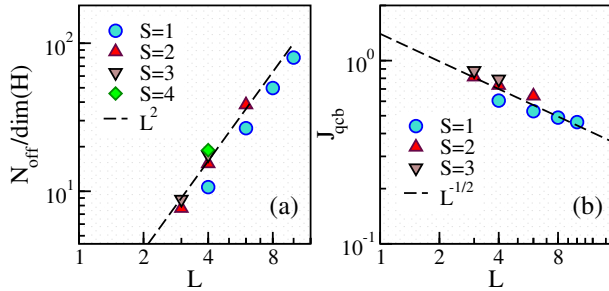 N_off/dim(H)
10^2
10^1
S=1
S=2
S=3
S=4
L^2
(a)
1 2 4 8
L
J_qcb
10^0
10^-1
S=1
S=2
S=3
L^-1/2
(b)
1 2 4 8
L